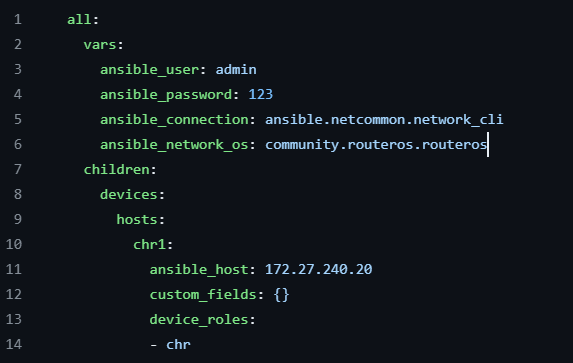 1 all:
2 vars:
3 ansible_user: admin
4 ansible_password: 123
5 ansible_connection: ansible.netcommon.network_cli
6 ansible_network_os: community.routeros.routeros
7 children:
8 devices:
9 hosts:
10 chr1:
11 ansible_host: 172.27.240.20
12 custom_fields: {}
13 device_roles:
14 - chr